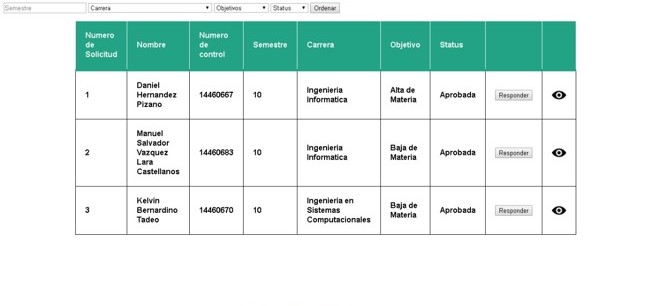 Semestre Carrera Objetivos Status Ordenar
Numero de Solicitud Nombre Numero de control Semestre Carrera Objetivo Status
1 Daniel Hernandez Pizano 14460667 10 Ingenieria Informatica Alta de Materia Aprobada Responder
2 Manuel Salvador Vazquez Lara Castellanos 14460683 10 Ingenieria Informatica Baja de Materia Aprobada Responder
3 Kelvin Bernardino Tadeo 14460670 10 Ingenieria en Sistemas Computacionales Baja de Materia Aprobada Responder